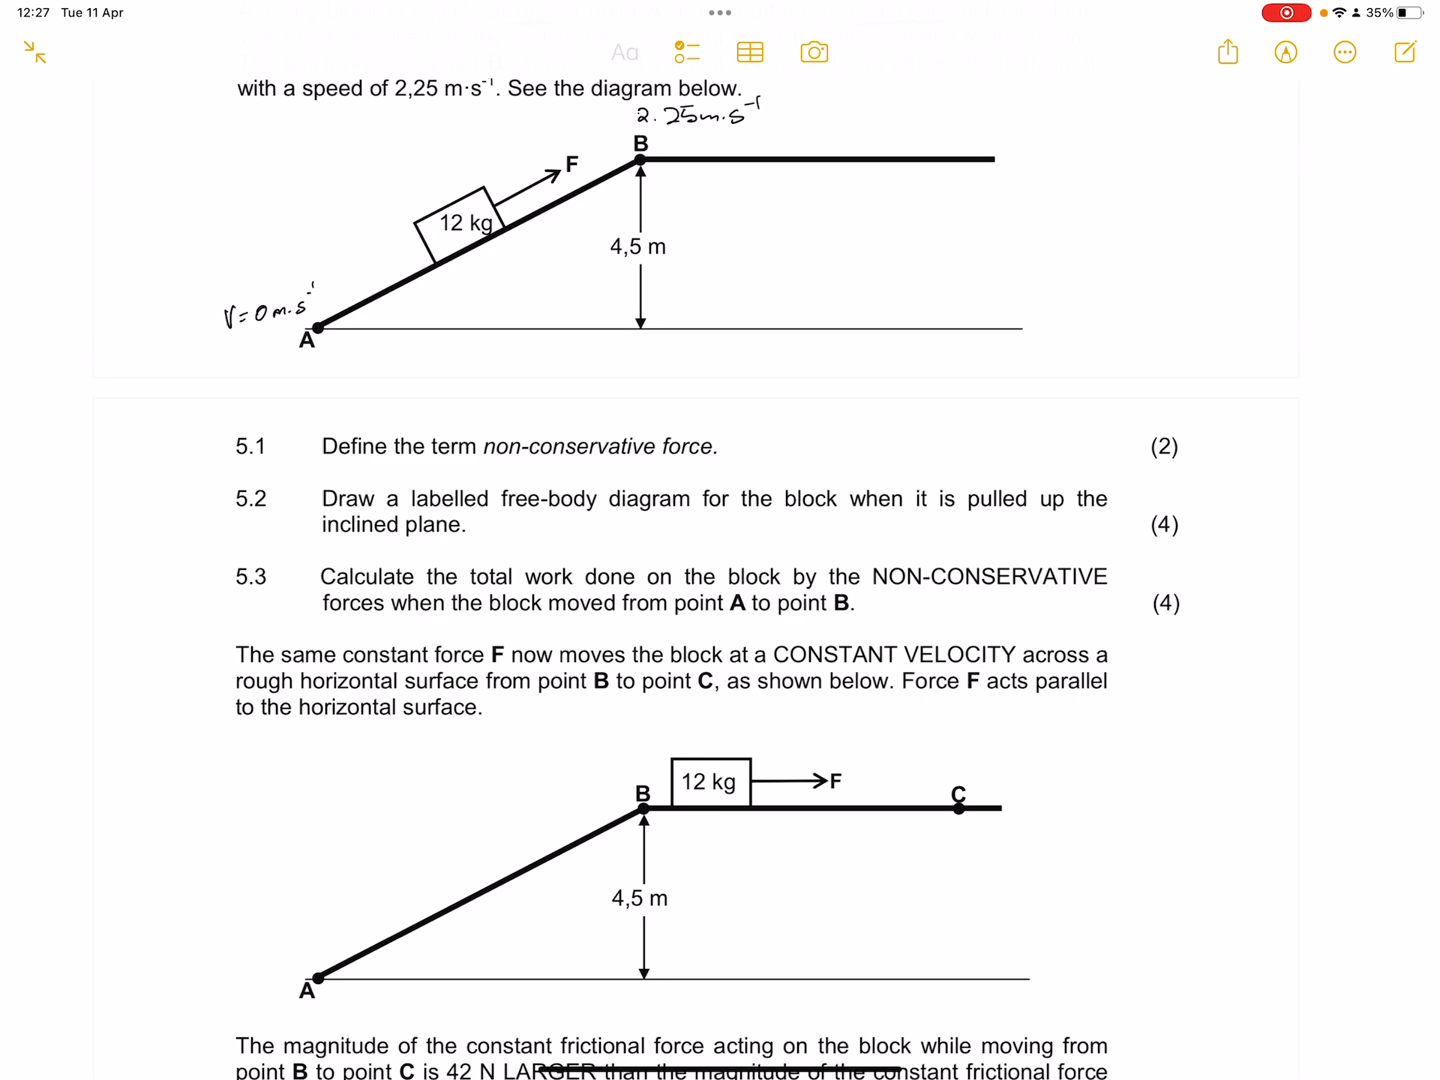 12:27 Tue 11 Apr
35%
Aa
with a speed of 2,25 m·s⁻¹. See the diagram below.
2.25m.s⁻¹
B
F
12 kg
4,5 m
V=0m.s⁻¹
A
5.1 Define the term non-conservative force. (2)
5.2 Draw a labelled free-body diagram for the block when it is pulled up the
inclined plane. (4)
5.3 Calculate the total work done on the block by the NON-CONSERVATIVE
forces when the block moved from point A to point B. (4)
The same constant force F now moves the block at a CONSTANT VELOCITY across a
rough horizontal surface from point B to point C, as shown below. Force F acts parallel
to the horizontal surface.
B
12 kg
F
C
4,5 m
A
The magnitude of the constant frictional force acting on the block while moving from
point B to point C is 42 N LARGER than the magnitude of the constant frictional force